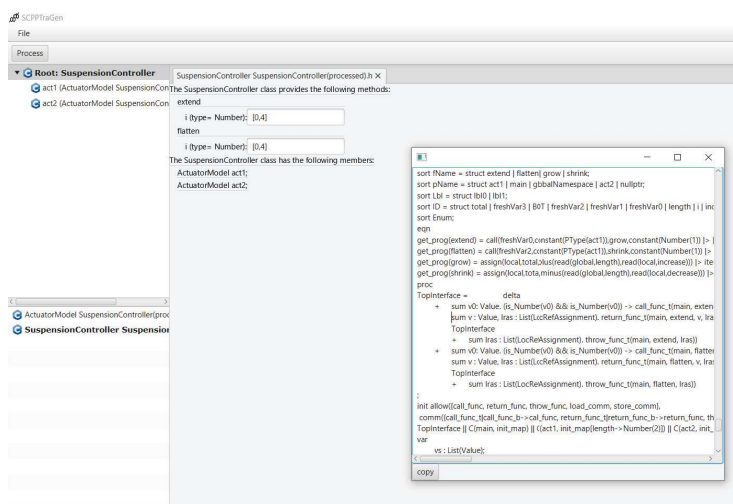 SCPPTraGen
File
Process
Root: SuspensionController
act1 (ActuatorModel SuspensionCon
act2 (ActuatorModel SuspensionCon
ActuatorModel SuspensionController(proc
SuspensionController Suspension
SuspensionController SuspensionController(processed).h ×
The SuspensionController class provides the following methods:
extend
i (type= Number): [0,4]
flatten
i (type= Number): [0,4]
The SuspensionController class has the following members:
ActuatorModel act1;
ActuatorModel act2;
sort fName = struct extend | flatten| grow | shrink;
sort pName = struct act1 | main | gbbalNamespace | act2 | nullptr;
sort Lbl = struct lbl0 | lbl1;
sort ID = struct total | freshVar3 | B0T | freshVar2 | freshVar1 | freshVar0 | length | i | inc
sort Enum;
eqn
get_prog(extend) = call(freshVar0,constant(PType(act1)),grow,constant(Number(1)) |> [
get_prog(flatten) = call(freshVar2,constant(PType(act1)),shrink,constant(Number(1)) |>
get_prog(grow) = assign(local,total,plus(read(global,length),read(local,increase))) |> ite
get_prog(shrink) = assign(local,tota,minus(read(global,length),read(local,decrease))) |>
proc
TopInterface = delta
+ sum v0: Value. (is_Number(v0) && is_Number(v0)) -> call_func_t(main, exten
sum v : Value, lras : List(LocRefAssignment). return_func_t(main, extend, v, lra
TopInterface
+ sum lras : List(LocRefAssignment). throw_func_t(main, extend, lras))
+ sum v0: Value. (is_Number(v0) && is_Number(v0)) -> call_func_t(main, flatter
sum v : Value, lras : List(LocRefAssignment). return_func_t(main, flatten, v, lras
TopInterface
+ sum lras : List(LocRefAssignment). throw_func_t(main, flatten, lras))
;
init allow({call_func, return_func, throw_func, load_comm, store_comm},
comm({call_func_t|call_func_b->cal_func, return_func_t|return_func_b->return_func, th
TopInterface || C(main, init_map) || C(act1, init_map[length->Number(2)]) || C(act2, init_
var
vs : List(Value);
copy